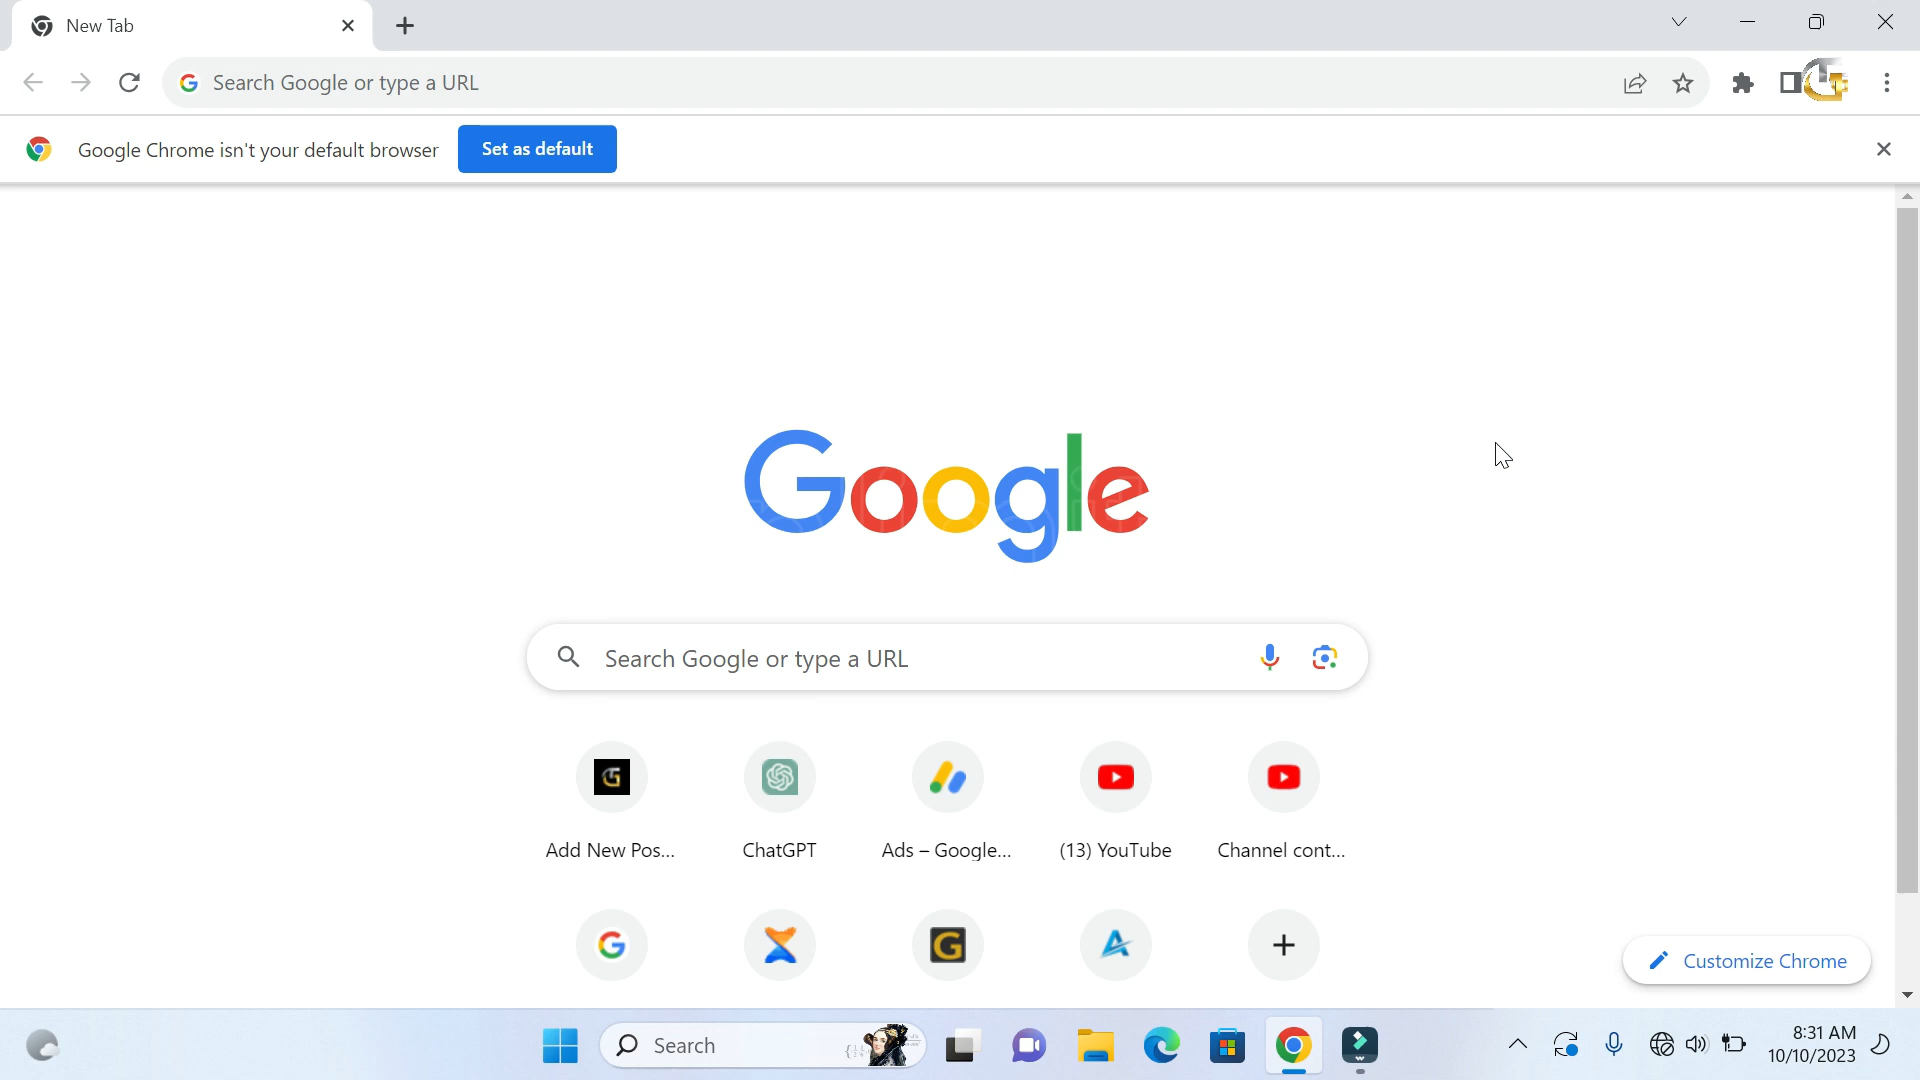 New Tab
Search Google or type a URL
Google Chrome isn't your default browser
Set as default
Google
Search Google or type a URL
Add New Pos...
ChatGPT
Ads – Google...
(13) YouTube
Channel cont...
Customize Chrome
Search
8:31 AM
10/10/2023